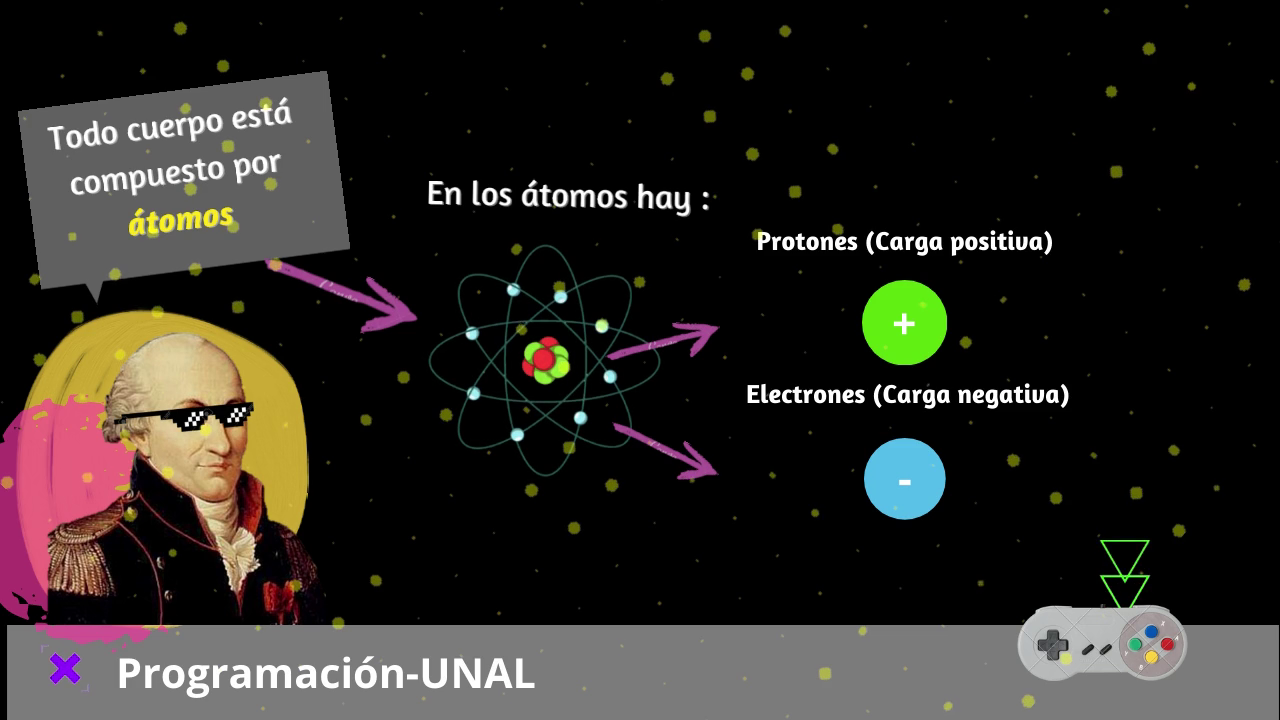 Todo cuerpo está
compuesto por
átomos
En los átomos hay :
Protones (Carga positiva)
+
Electrones (Carga negativa)
-
Programación-UNAL